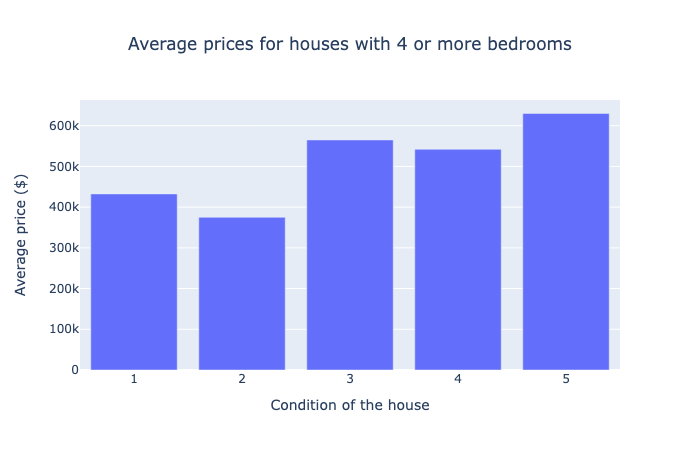 Average prices for houses with 4 or more bedrooms
Average price ($)
600k
500k
400k
300k
200k
100k
0
1 2 3 4 5
Condition of the house